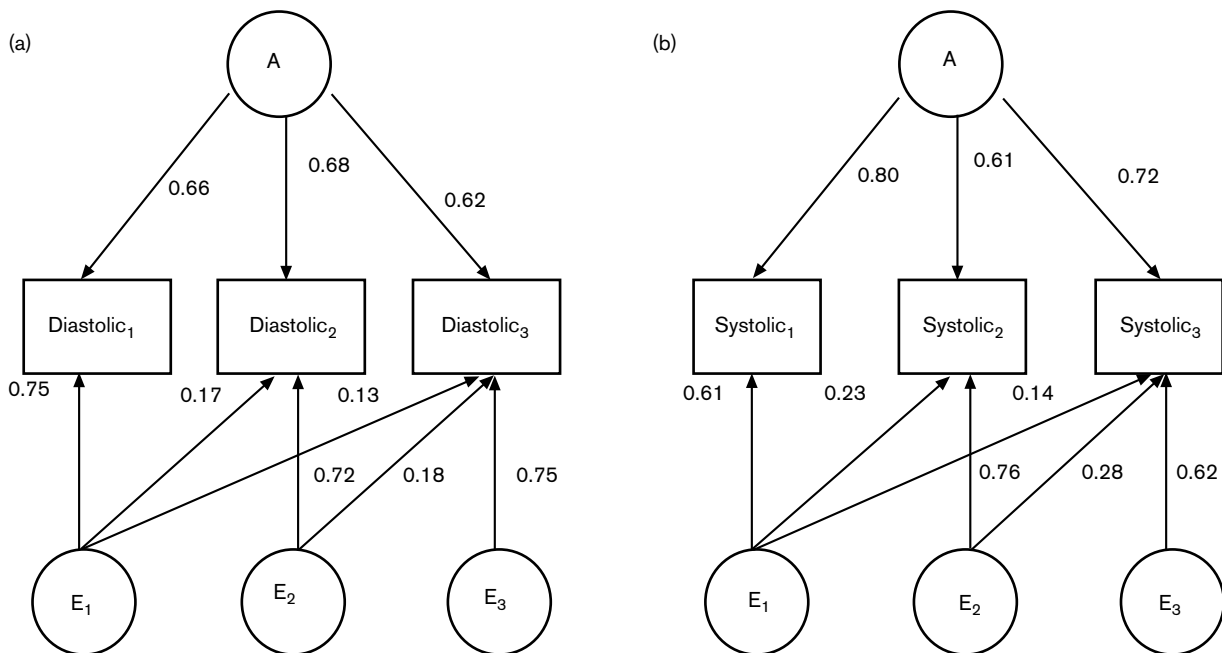 (a)
A
0.66
0.68
0.62
Diastolic₁
Diastolic₂
Diastolic₃
0.75
0.17
0.13
0.72
0.18
0.75
E₁
E₂
E₃
(b)
A
0.80
0.61
0.72
Systolic₁
Systolic₂
Systolic₃
0.61
0.23
0.14
0.76
0.28
0.62
E₁
E₂
E₃